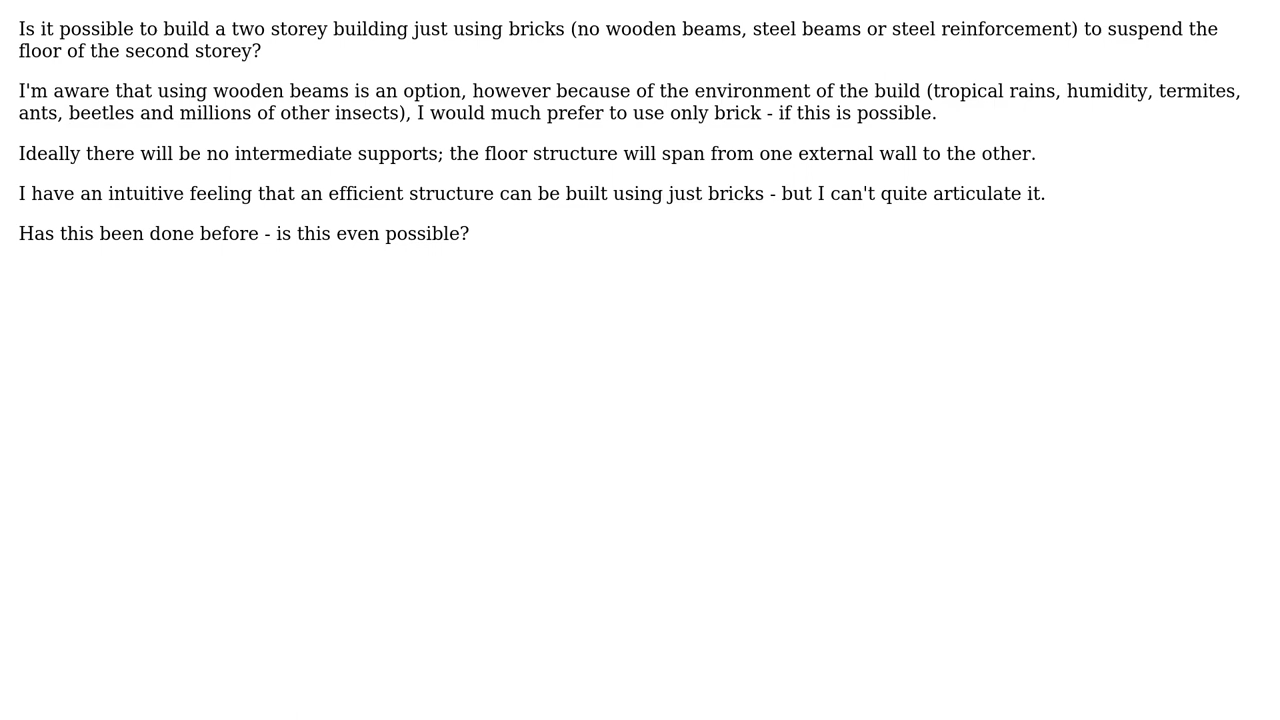 Is it possible to build a two storey building just using bricks (no wooden beams, steel beams or steel reinforcement) to suspend the
floor of the second storey?
I'm aware that using wooden beams is an option, however because of the environment of the build (tropical rains, humidity, termites,
ants, beetles and millions of other insects), I would much prefer to use only brick - if this is possible.
Ideally there will be no intermediate supports; the floor structure will span from one external wall to the other.
I have an intuitive feeling that an efficient structure can be built using just bricks - but I can't quite articulate it.
Has this been done before - is this even possible?